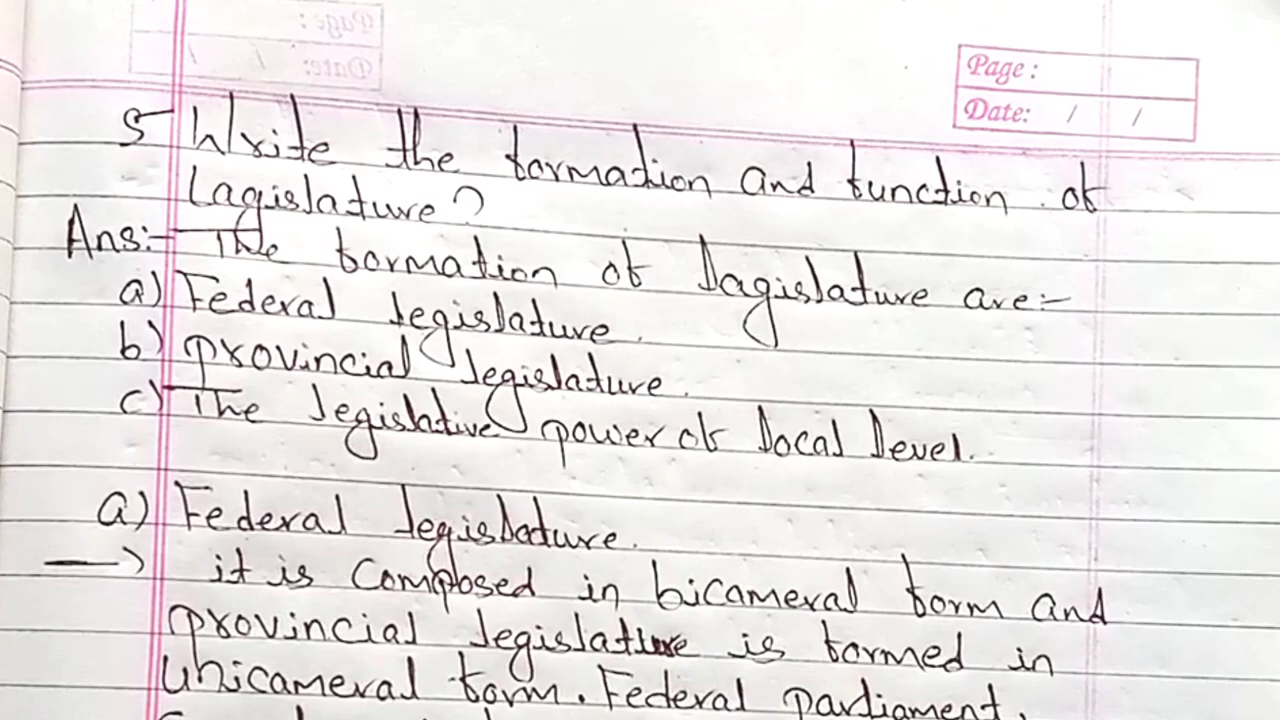 Page :
Date: / /
5 Write the formation and function of
Lagislature?
Ans:- The formation of lagislature are:-
a) Federal legislature.
b) provincial legislature.
c) The legislative power of local level.
a) Federal legislature.
→ it is composed in bicameral form and
provincial legislature is formed in
Unicameral form. Federal parliament.